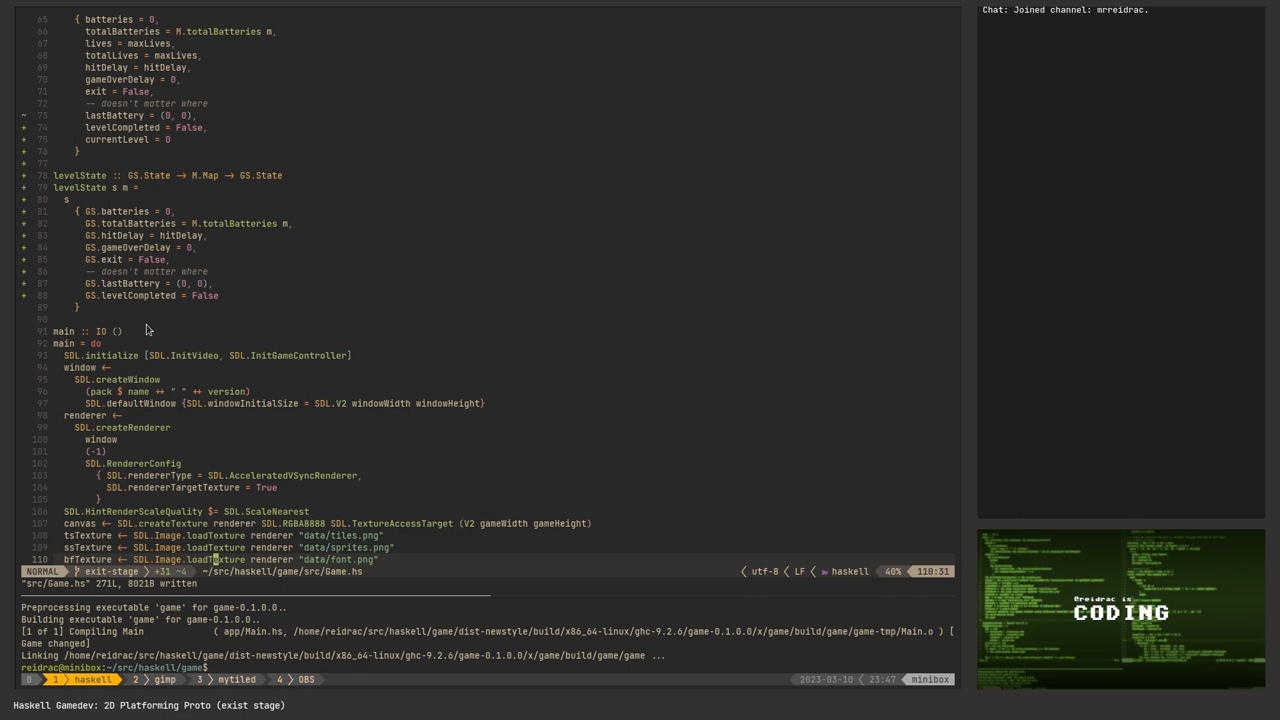 65 { batteries = 0,
66 totalBatteries = M.totalBatteries m,
67 lives = maxLives,
68 totalLives = maxLives,
69 hitDelay = hitDelay,
70 gameOverDelay = 0,
71 exit = False,
72 -- doesn't matter where
~ 73 lastBattery = (0, 0),
+ 74 levelCompleted = False,
+ 75 currentLevel = 0
+ 76 }
+ 77
+ 78 levelState :: GS.State -> M.Map -> GS.State
+ 79 levelState s m =
+ 80 s
+ 81 { GS.batteries = 0,
+ 82 GS.totalBatteries = M.totalBatteries m,
+ 83 GS.hitDelay = hitDelay,
+ 84 GS.gameOverDelay = 0,
+ 85 GS.exit = False,
+ 86 -- doesn't matter where
+ 87 GS.lastBattery = (0, 0),
+ 88 GS.levelCompleted = False
89 }
90
91 main :: IO ()
92 main = do
93 SDL.initialize [SDL.InitVideo, SDL.InitGameController]
94 window <-
95 SDL.createWindow
96 (pack $ name ++ " " ++ version)
97 SDL.defaultWindow {SDL.windowInitialSize = SDL.V2 windowWidth windowHeight}
98 renderer <-
99 SDL.createRenderer
100 window
101 (-1)
102 SDL.RendererConfig
103 { SDL.rendererType = SDL.AcceleratedVSyncRenderer,
104 SDL.rendererTargetTexture = True
105 }
106 SDL.HintRenderScaleQuality $= SDL.ScaleNearest
107 canvas <- SDL.createTexture renderer SDL.RGBA8888 SDL.TextureAccessTarget (V2 gameWidth gameHeight)
108 tsTexture <- SDL.Image.loadTexture renderer "data/tiles.png"
109 ssTexture <- SDL.Image.loadTexture renderer "data/sprites.png"
110 bfTexture <- SDL.Image.loadTexture renderer "data/font.png"
NORMAL exit-stage +31 ~4 ~/src/haskell/game/src/Game.hs utf-8 LF haskell 40% 110:31
"src/Game.hs" 271L, 8021B written
Preprocessing executable 'game' for game-0.1.0.0..
Building executable 'game' for game-0.1.0.0..
[1 of 1] Compiling Main ( app/Main.hs, /home/reidrac/src/haskell/game/dist-newstyle/build/x86_64-linux/ghc-9.2.6/game-0.1.0.0/x/game/build/game/game-tmp/Main.o ) [
Game changed]
Linking /home/reidrac/src/haskell/game/dist-newstyle/build/x86_64-linux/ghc-9.2.6/game-0.1.0.0/x/game/build/game/game ...
reidrac@minibox:~/src/haskell/game$
0 1 haskell 2 gimp 3 mytiled 4 OBS 2023-03-10 23:47 minibox
Haskell Gamedev: 2D Platforming Proto (exist stage)
Chat: Joined channel: mrreidrac.
@reidrac is
CODING